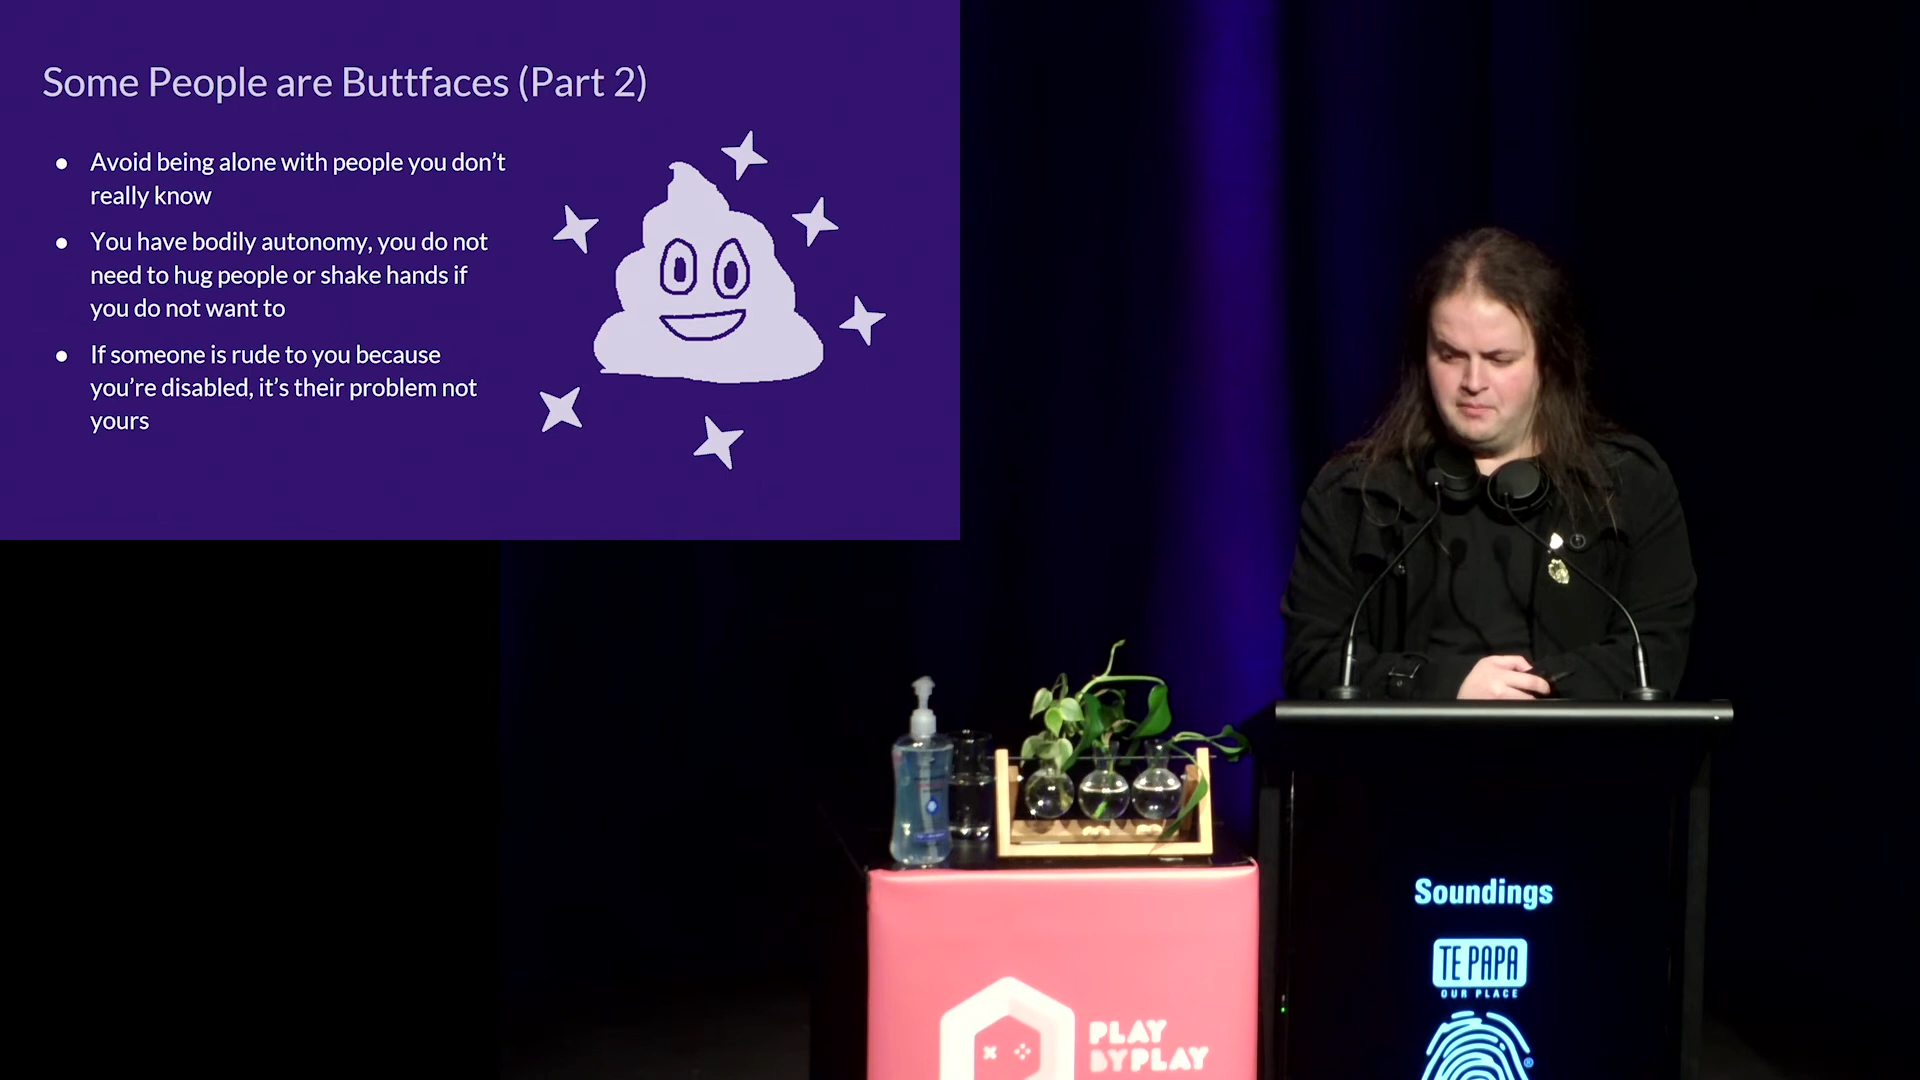 Some People are Buttfaces (Part 2)
● Avoid being alone with people you don’t
really know
● You have bodily autonomy, you do not
need to hug people or shake hands if
you do not want to
● If someone is rude to you because
you’re disabled, it’s their problem not
yours
Soundings
TE PAPA
OUR PLACE
®
PLAY
BYPLAY